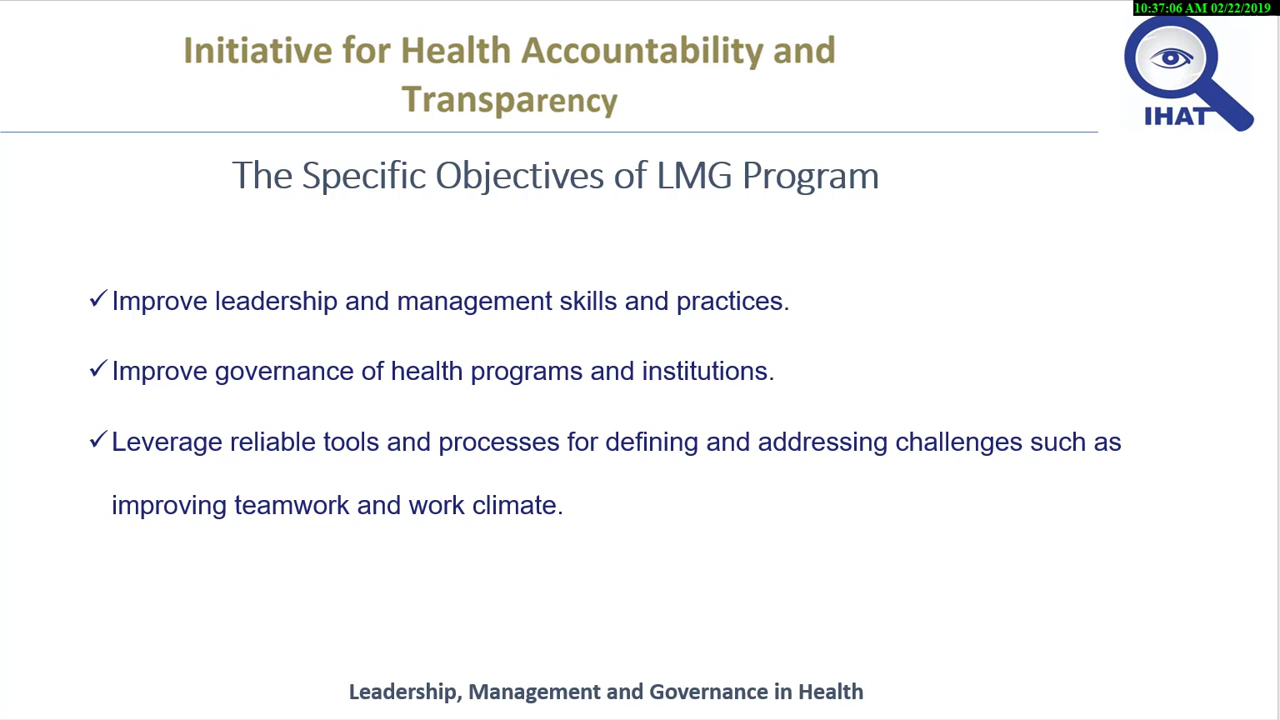 10:37:06 AM 02/22/2019
Initiative for Health Accountability and
Transparency
IHAT
The Specific Objectives of LMG Program
✓Improve leadership and management skills and practices.
✓Improve governance of health programs and institutions.
✓Leverage reliable tools and processes for defining and addressing challenges such as
improving teamwork and work climate.
Leadership, Management and Governance in Health